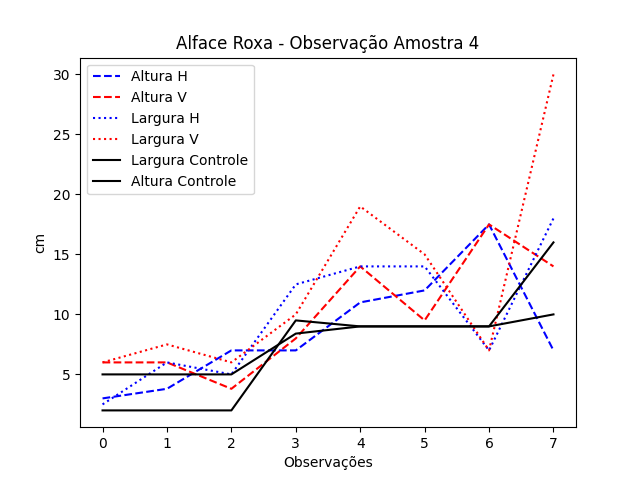 Alface Roxa - Observação Amostra 4
Altura H
Altura V
Largura H
Largura V
Largura Controle
Altura Controle
30
25
20
15
10
5
cm
0 1 2 3 4 5 6 7
Observações